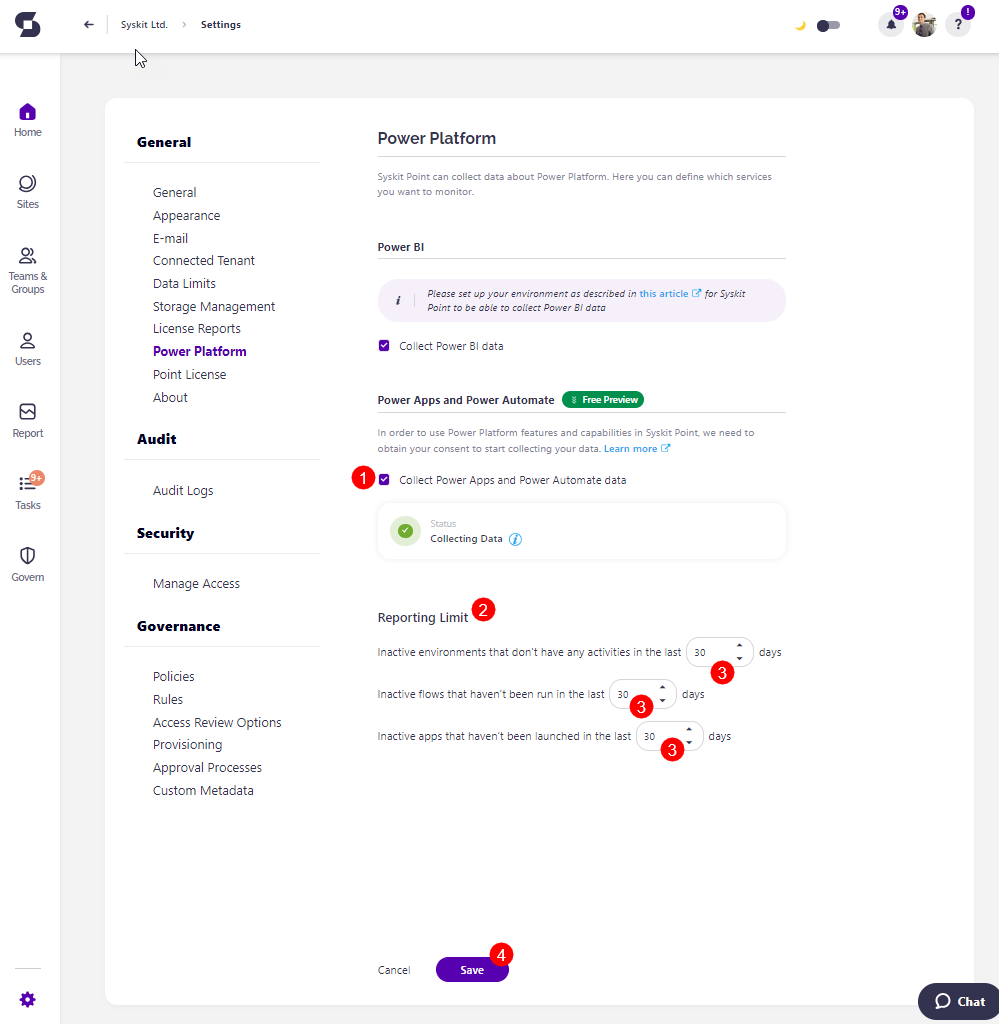 Syskit Ltd. > Settings
9+
!
?
Home
Sites
Teams &
Groups
Users
Report
9+
Tasks
Govern
General
General
Appearance
E-mail
Connected Tenant
Data Limits
Storage Management
License Reports
Power Platform
Point License
About
Audit
Audit Logs
Security
Manage Access
Governance
Policies
Rules
Access Review Options
Provisioning
Approval Processes
Custom Metadata
Power Platform
Syskit Point can collect data about Power Platform. Here you can define which services
you want to monitor.
Power BI
i
Please set up your environment as described in this article for Syskit
Point to be able to collect Power BI data
Collect Power BI data
Power Apps and Power Automate Free Preview
In order to use Power Platform features and capabilities in Syskit Point, we need to
obtain your consent to start collecting your data. Learn more
1 Collect Power Apps and Power Automate data
Status
Collecting Data i
Reporting Limit 2
Inactive environments that don't have any activities in the last 30 days
3
Inactive flows that haven't been run in the last 30 days
3
Inactive apps that haven't been launched in the last 30 days
3
4
Cancel Save
Chat